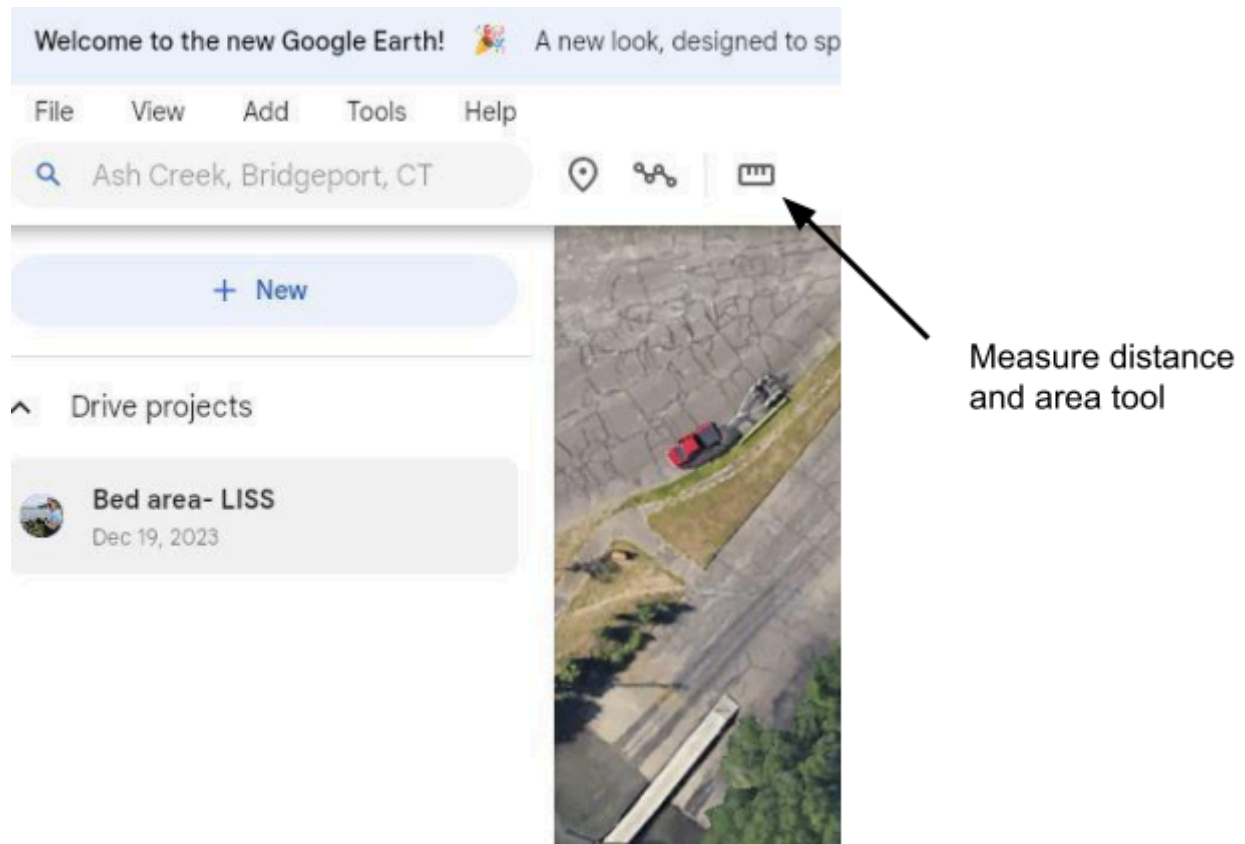 Welcome to the new Google Earth! 🎉 A new look, designed to sp
File View Add Tools Help
Ash Creek, Bridgeport, CT
+ New
Measure distance
and area tool
Drive projects
Bed area- LISS
Dec 19, 2023